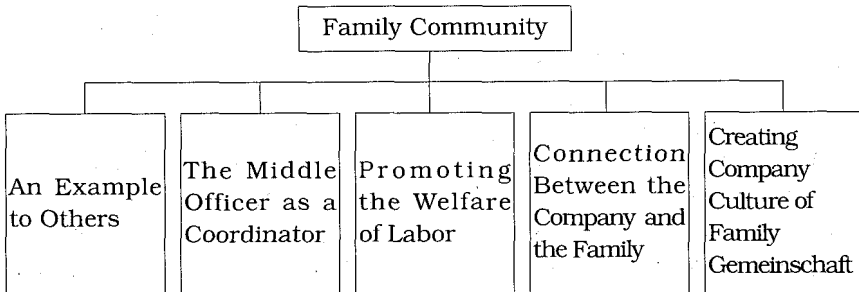 Family Community
An Example
to Others
The Middle
Officer as a
Coordinator
Promoting
the Welfare
of Labor
Connection
Between the
Company and
the Family
Creating
Company
Culture of
Family
Gemeinschaft